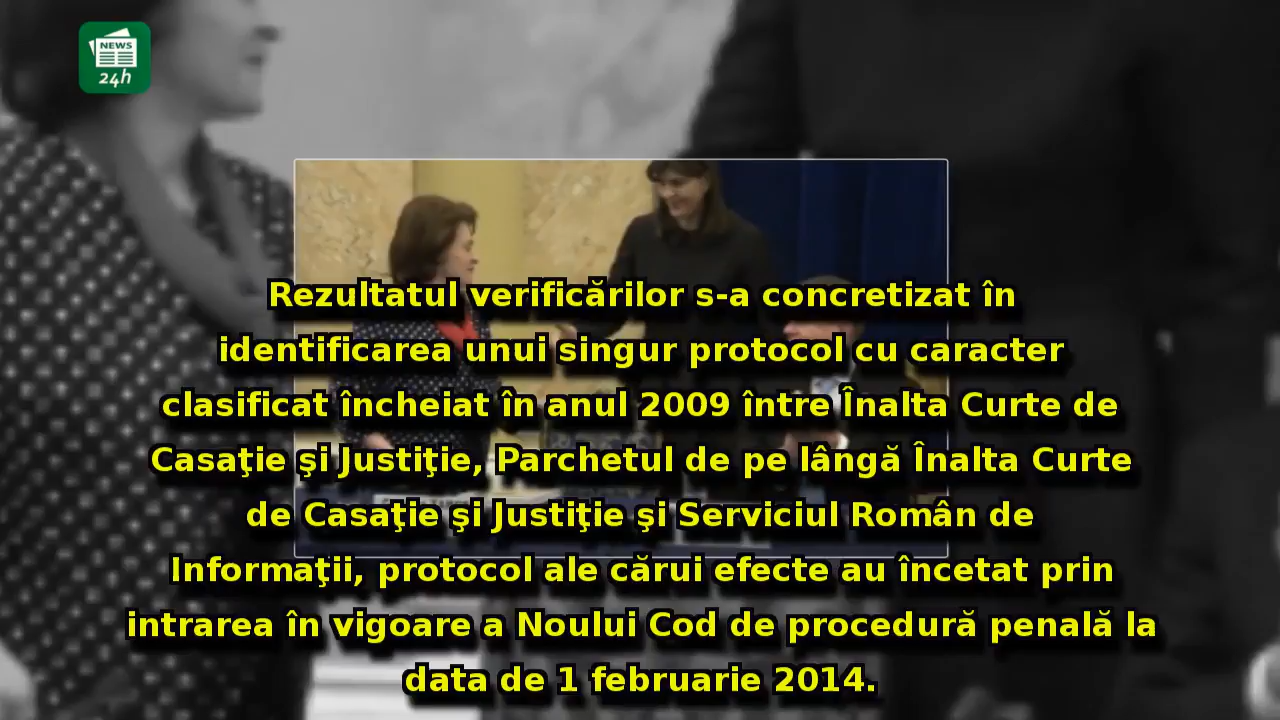 NEWS
24h
Rezultatul verificărilor s-a concretizat în
identificarea unui singur protocol cu caracter
clasificat încheiat în anul 2009 între Înalta Curte de
Casaţie şi Justiţie, Parchetul de pe lângă Înalta Curte
de Casaţie şi Justiţie şi Serviciul Român de
Informaţii, protocol ale cărui efecte au încetat prin
intrarea în vigoare a Noului Cod de procedură penală la
data de 1 februarie 2014.